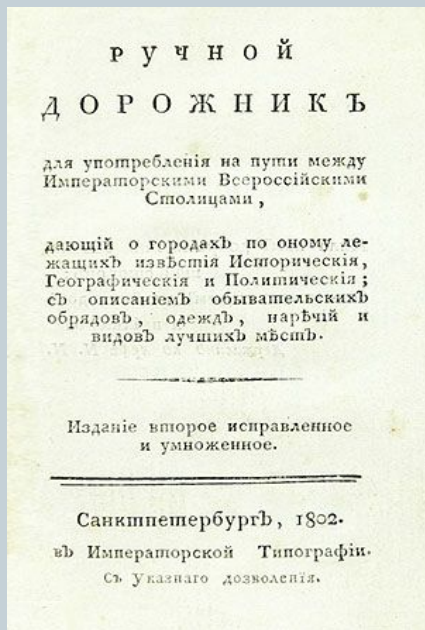 РУЧНОЙ
ДОРОЖНИКЪ
для употребленія на пути между
Императорскими Всероссійскими
Столицами,
дающій о городахъ по оному ле-
жащихъ извѣстія Историческія,
Географическія и Политическія;
съ описаніемъ обывательскихъ
обрядовъ, одеждъ, нарѣчій и
видовъ лучшихъ мѣстъ.
Изданіе второе исправленное
и умноженное.
Санктпетербургъ, 1802.
въ Императорской Типографіи.
Съ Указнаго дозволенія.